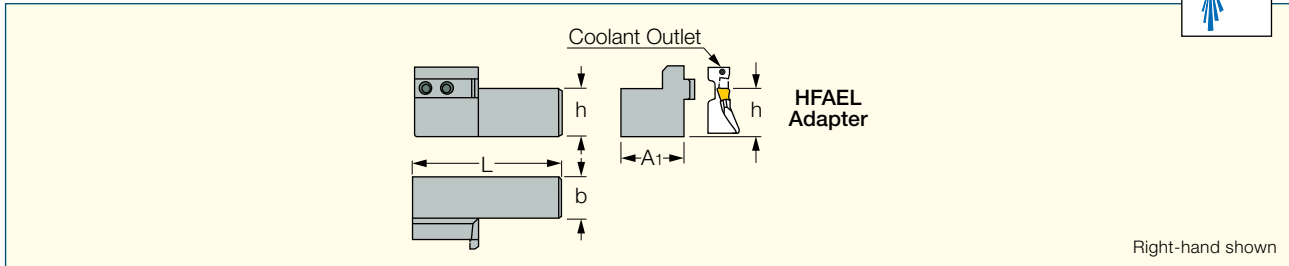 Coolant Outlet
h
h
HFAEL
Adapter
A1
L
b
Right-hand shown